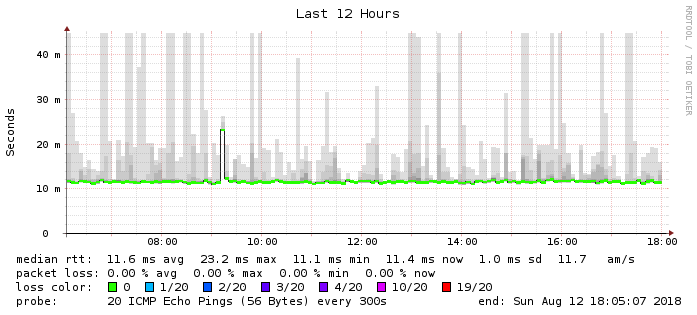 Last 12 Hours
RRDTOOL / TOBI OETIKER
Seconds
40 m
30 m
20 m
10 m
0
08:00 10:00 12:00 14:00 16:00 18:00
median rtt: 11.6 ms avg 23.2 ms max 11.1 ms min 11.4 ms now 1.0 ms sd 11.7 am/s
packet loss: 0.00 % avg 0.00 % max 0.00 % min 0.00 % now
loss color: 0 1/20 2/20 3/20 4/20 10/20 19/20
probe: 20 ICMP Echo Pings (56 Bytes) every 300s end: Sun Aug 12 18:05:07 2018